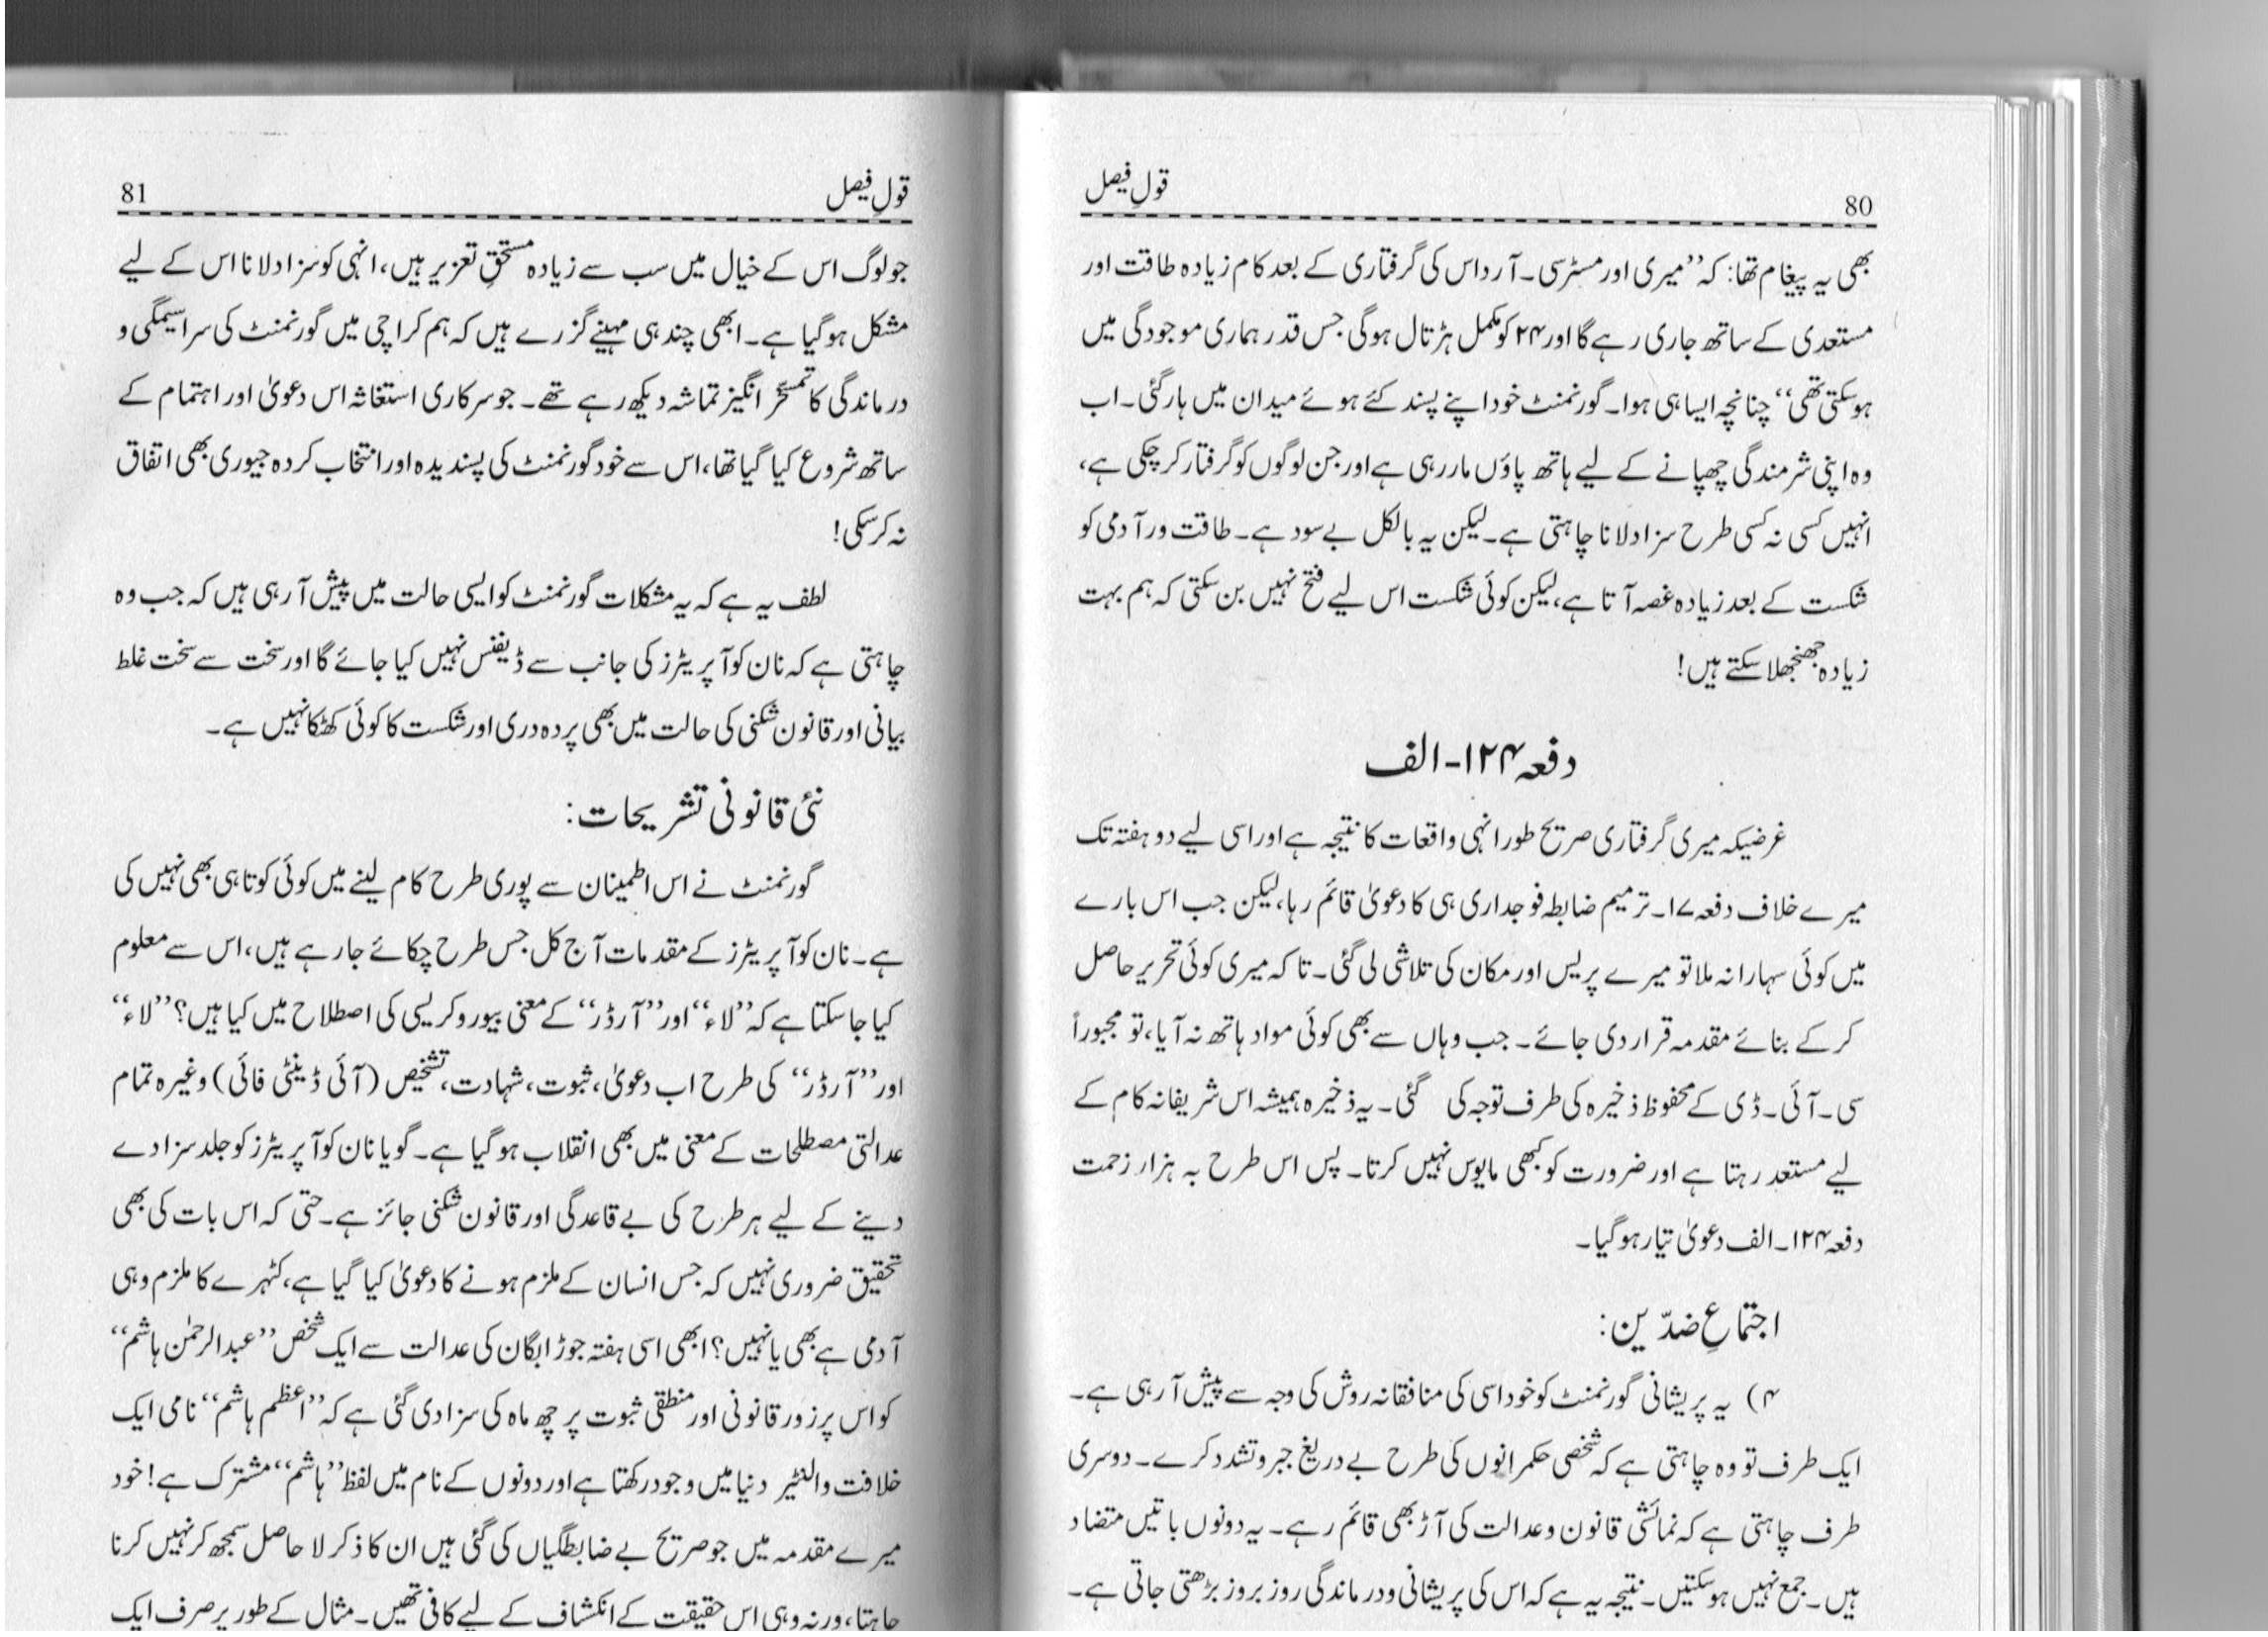 80
قولِ فیصل
بھی یہ پیغام تھا: کہ ”میری اور مسٹر سی۔ آر داس کی گرفتاری کے بعد کام زیادہ طاقت اور
مستعدی کے ساتھ جاری رہے گا اور ۲۴ کو مکمل ہڑتال ہوگی جس قدر ہماری موجودگی میں
ہوسکتی تھی“ چنانچہ ایسا ہی ہوا۔ گورنمنٹ خود اپنے پسند کئے ہوئے میدان میں ہار گئی۔ اب
وہ اپنی شرمندگی چھپانے کے لیے ہاتھ پاؤں مار رہی ہے اور جن لوگوں کو گرفتار کر چکی ہے،
انہیں کسی نہ کسی طرح سزا دلانا چاہتی ہے۔ لیکن یہ بالکل بے سود ہے۔ طاقت ور آدمی کو
شکست کے بعد زیادہ غصہ آتا ہے، لیکن کوئی شکست اس لیے فتح نہیں بن سکتی کہ ہم بہت
زیادہ جھنجھلا سکتے ہیں!
دفعہ ۱۲۴۔ الف
غرضیکہ میری گرفتاری صریح طور انہی واقعات کا نتیجہ ہے اور اسی لیے دو ہفتہ تک
میرے خلاف دفعہ ۱۷۔ ترمیم ضابطہ فوجداری ہی کا دعویٰ قائم رہا، لیکن جب اس بارے
میں کوئی سہارا نہ ملا تو میرے پریس اور مکان کی تلاشی لی گئی۔ تا کہ میری کوئی تحریر حاصل
کر کے بنائے مقدمہ قرار دی جائے۔ جب وہاں سے بھی کوئی مواد ہاتھ نہ آیا، تو مجبوراً
سی۔ آئی۔ ڈی کے محفوظ ذخیرہ کی طرف توجہ کی گئی۔ یہ ذخیرہ ہمیشہ اس شریفانہ کام کے
لیے مستعد رہتا ہے اور ضرورت کو کبھی مایوس نہیں کرتا۔ پس اس طرح بہ ہزار زحمت
دفعہ ۱۲۴۔ الف دعویٰ تیار ہو گیا۔
اجتماعِ ضدّین:
۴) یہ پریشانی گورنمنٹ کو خود اسی کی منافقانہ روش کی وجہ سے پیش آرہی ہے۔
ایک طرف تو وہ چاہتی ہے کہ شخصی حکمرانوں کی طرح بے دریغ جبر و تشدد کرے۔ دوسری
طرف چاہتی ہے کہ نمائشی قانون و عدالت کی آڑ بھی قائم رہے۔ یہ دونوں باتیں متضاد
ہیں۔ جمع نہیں ہوسکتیں۔ نتیجہ یہ ہے کہ اس کی پریشانی و درماندگی روز بروز بڑھتی جاتی ہے۔
قولِ فیصل
81
جو لوگ اس کے خیال میں سب سے زیادہ مستحقِ تعزیر ہیں، انہی کو سزا دلانا اس کے لیے
مشکل ہو گیا ہے۔ ابھی چند ہی مہینے گزرے ہیں کہ ہم کراچی میں گورنمنٹ کی سراسیمگی و
درماندگی کا تمسخر انگیز تماشہ دیکھ رہے تھے۔ جو سرکاری استغاثہ اس دعویٰ اور اہتمام کے
ساتھ شروع کیا گیا تھا، اس سے خود گورنمنٹ کی پسندیدہ اور انتخاب کردہ جیوری بھی اتفاق
نہ کر سکی!
لطف یہ ہے کہ یہ مشکلات گورنمنٹ کو ایسی حالت میں پیش آرہی ہیں کہ جب وہ
چاہتی ہے کہ نان کوآپریٹرز کی جانب سے ڈیفنس نہیں کیا جائے گا اور سخت سے سخت غلط
بیانی اور قانون شکنی کی حالت میں بھی پردہ دری اور شکست کا کوئی کھٹکا نہیں ہے۔
نئی قانونی تشریحات:
گورنمنٹ نے اس اطمینان سے پوری طرح کام لینے میں کوئی کوتاہی بھی نہیں کی
ہے۔ نان کوآپریٹرز کے مقدمات آج کل جس طرح چکائے جارہے ہیں، اس سے معلوم
کیا جا سکتا ہے کہ ”لاء“ اور ”آرڈر“ کے معنی بیوروکریسی کی اصطلاح میں کیا ہیں؟ ”لاء“
اور ”آرڈر“ کی طرح اب دعویٰ، ثبوت، شہادت، تشخیص (آئی ڈینٹی فائی) وغیرہ تمام
عدالتی مصطلحات کے معنی میں بھی انقلاب ہو گیا ہے۔ گویا نان کوآپریٹرز کو جلد سزا دے
دینے کے لیے ہر طرح کی بے قاعدگی اور قانون شکنی جائز ہے۔ حتی کہ اس بات کی بھی
تحقیق ضروری نہیں کہ جس انسان کے ملزم ہونے کا دعویٰ کیا گیا ہے، کٹہرے کا ملزم وہی
آدمی ہے بھی یا نہیں؟ ابھی اسی ہفتہ جوڑابگان کی عدالت سے ایک شخص ”عبدالرحمٰن ہاشم“
کو اس پر زور قانونی اور منطقی ثبوت پر چھ ماہ کی سزا دی گئی ہے کہ ”اعظم ہاشم“ نامی ایک
خلافت والنٹیر دنیا میں وجود رکھتا ہے اور دونوں کے نام میں لفظ ”ہاشم“ مشترک ہے! خود
میرے مقدمہ میں جو صریح بے ضابطگیاں کی گئی ہیں ان کا ذکر لا حاصل سمجھ کر نہیں کرنا
چاہتا، ورنہ وہی اس حقیقت کے انکشاف کے لیے کافی تھیں۔ مثال کے طور پر صرف ایک